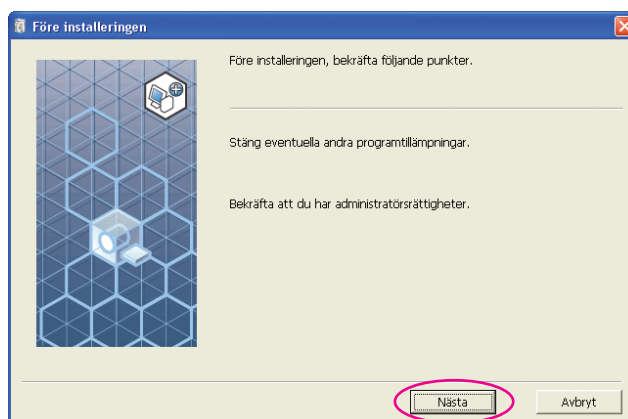 Före installeringen
Före installeringen, bekräfta följande punkter.
Stäng eventuella andra programtillämpningar.
Bekräfta att du har administratörsrättigheter.
Nästa
Avbryt